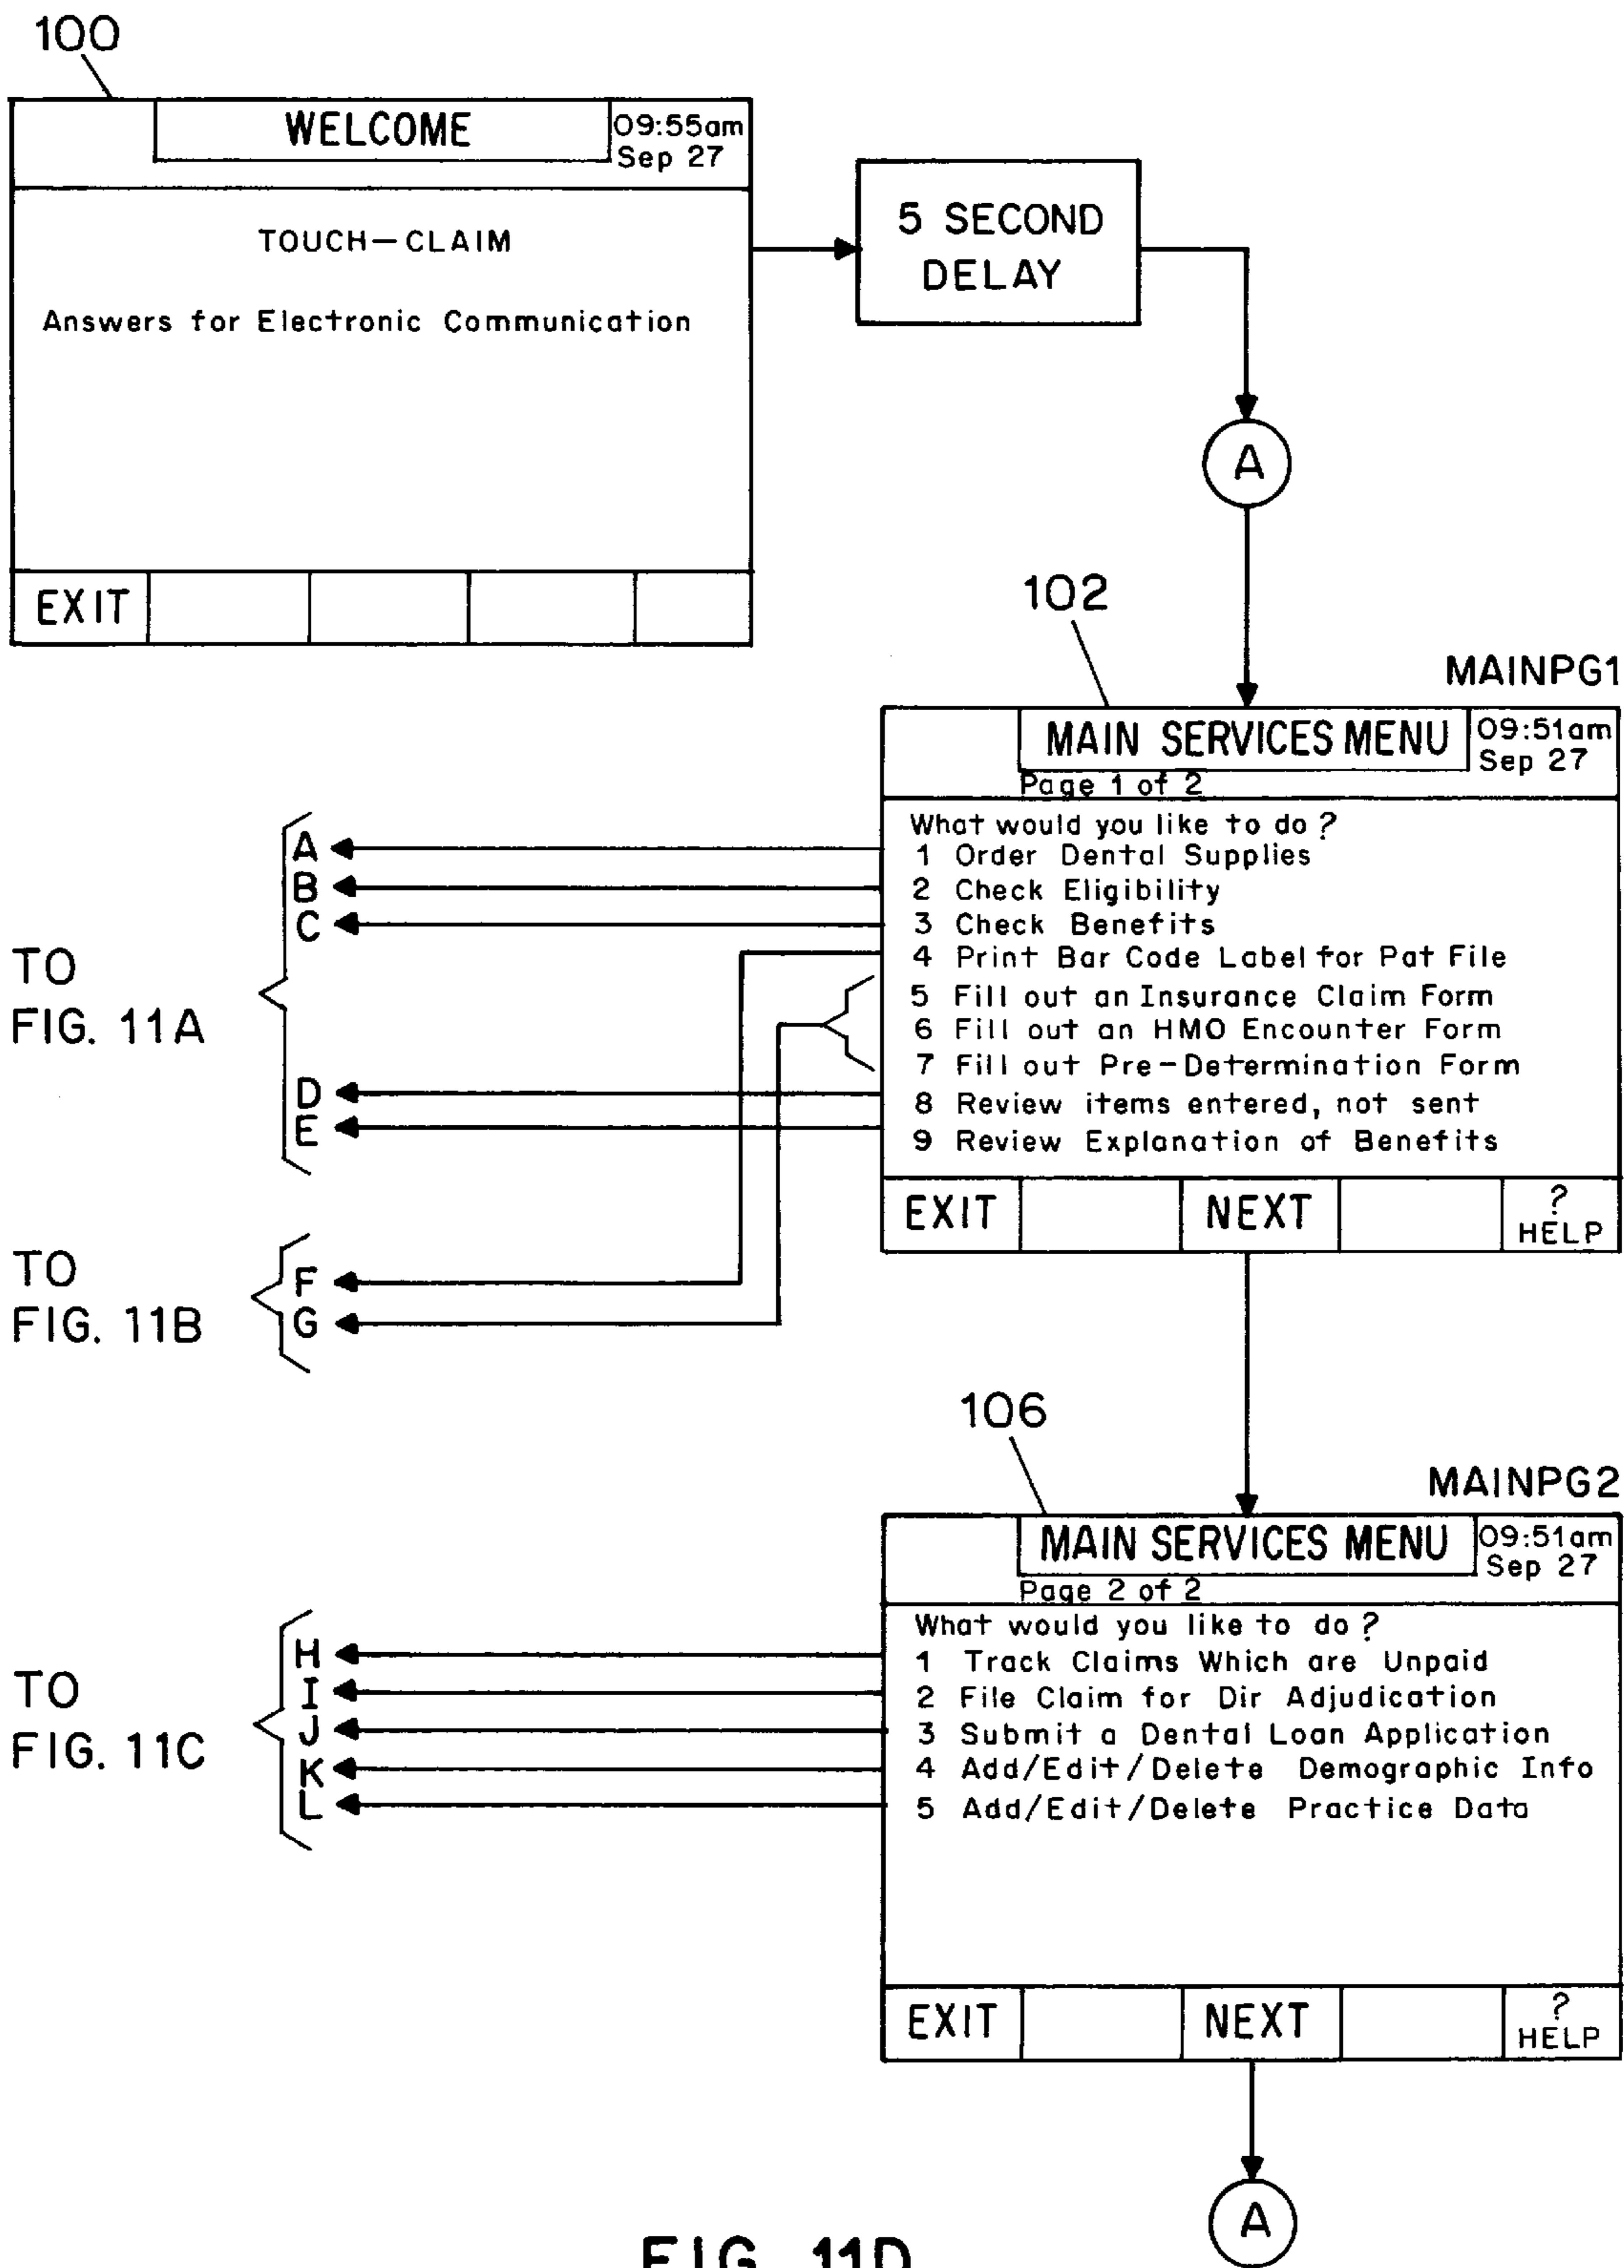 100
WELCOME
09:55am
Sep 27
TOUCH—CLAIM
Answers for Electronic Communication
EXIT
5 SECOND
DELAY
A
102
MAINPG1
MAIN SERVICES MENU
09:51am
Sep 27
Page 1 of 2
What would you like to do?
1 Order Dental Supplies
2 Check Eligibility
3 Check Benefits
4 Print Bar Code Label for Pat File
5 Fill out an Insurance Claim Form
6 Fill out an HMO Encounter Form
7 Fill out Pre-Determination Form
8 Review items entered, not sent
9 Review Explanation of Benefits
EXIT
NEXT
?
HELP
A
B
C
D
E
TO
FIG. 11A
F
G
TO
FIG. 11B
106
MAINPG2
MAIN SERVICES MENU
09:51am
Sep 27
Page 2 of 2
What would you like to do?
1 Track Claims Which are Unpaid
2 File Claim for Dir Adjudication
3 Submit a Dental Loan Application
4 Add/Edit/Delete Demographic Info
5 Add/Edit/Delete Practice Data
EXIT
NEXT
?
HELP
H
I
J
K
L
TO
FIG. 11C
A
FIG. 11D